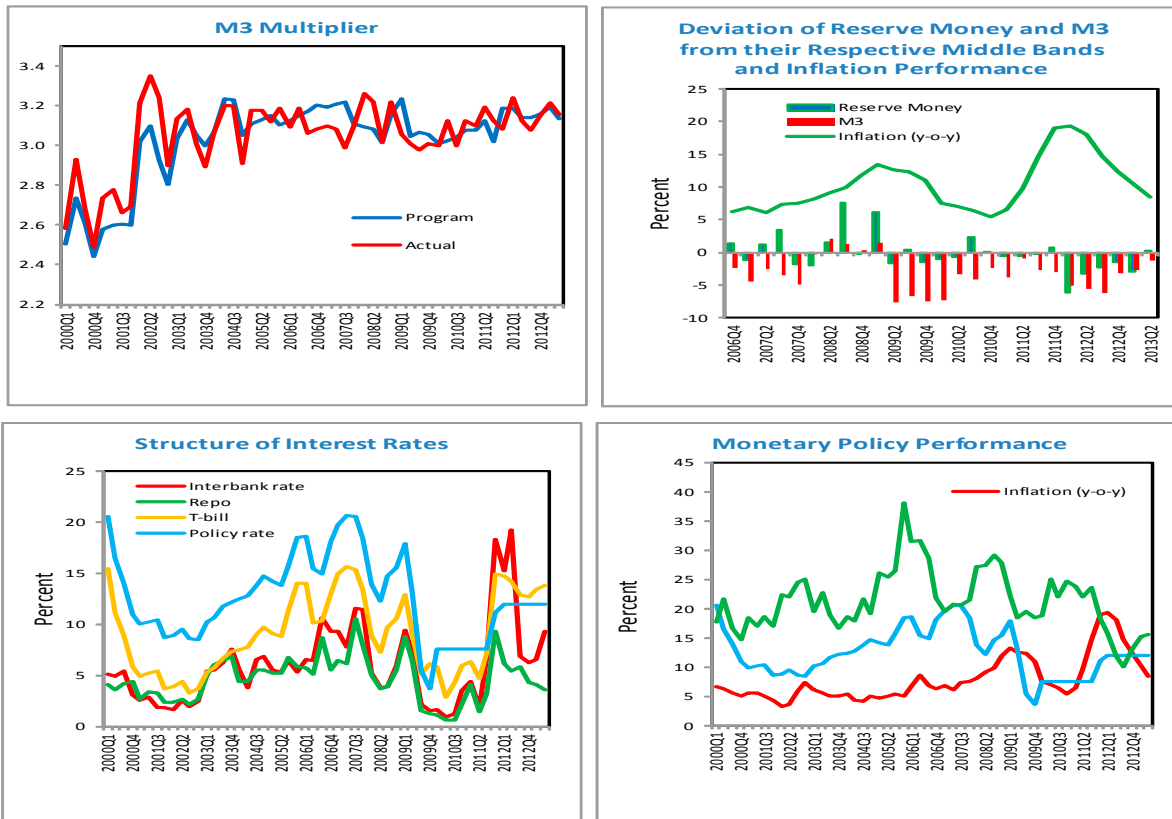 M3 Multiplier
3.4
3.2
3.0
2.8
2.6
2.4
2.2
Program
Actual
2000Q1
2000Q4
2001Q3
2002Q2
2003Q1
2003Q4
2004Q3
2005Q2
2006Q1
2006Q4
2007Q3
2008Q2
2009Q1
2009Q4
2010Q3
2011Q2
2012Q1
2012Q4
Deviation of Reserve Money and M3
from their Respective Middle Bands
and Inflation Performance
Percent
25
20
15
10
5
0
-5
-10
Reserve Money
M3
Inflation (y-o-y)
2006Q4
2007Q2
2007Q4
2008Q2
2008Q4
2009Q2
2009Q4
2010Q2
2010Q4
2011Q2
2011Q4
2012Q2
2012Q4
2013Q2
Structure of Interest Rates
Percent
25
20
15
10
5
0
Interbank rate
Repo
T-bill
Policy rate
2000Q1
2000Q4
2001Q3
2002Q2
2003Q1
2003Q4
2004Q3
2005Q2
2006Q1
2006Q4
2007Q3
2008Q2
2009Q1
2009Q4
2010Q3
2011Q2
2012Q1
2012Q4
Monetary Policy Performance
Percent
45
40
35
30
25
20
15
10
5
0
Inflation (y-o-y)
2000Q1
2000Q4
2001Q3
2002Q2
2003Q1
2003Q4
2004Q3
2005Q2
2006Q1
2006Q4
2007Q3
2008Q2
2009Q1
2009Q4
2010Q3
2011Q2
2012Q1
2012Q4